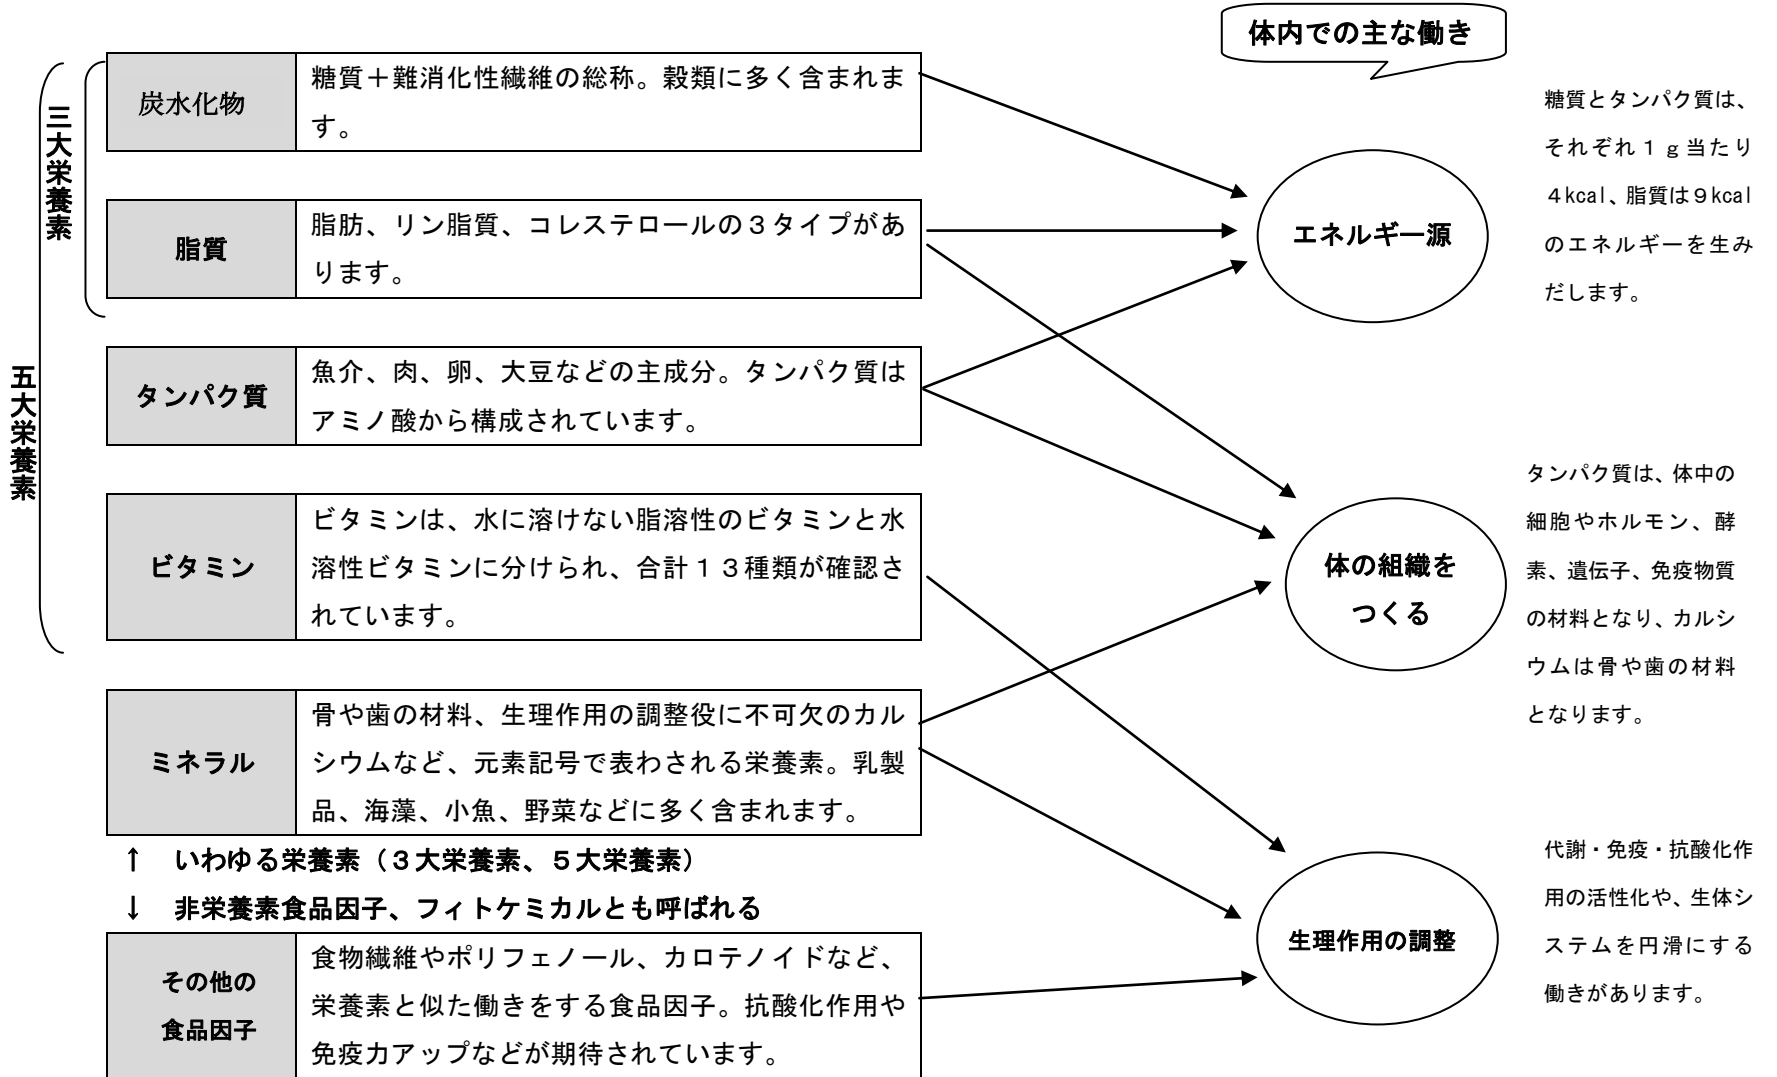 体内での主な働き
三大栄養素
五大栄養素
炭水化物
糖質＋難消化性繊維の総称。穀類に多く含まれま
す。
脂質
脂肪、リン脂質、コレステロールの３タイプがあ
ります。
タンパク質
魚介、肉、卵、大豆などの主成分。タンパク質は
アミノ酸から構成されています。
ビタミン
ビタミンは、水に溶けない脂溶性のビタミンと水
溶性ビタミンに分けられ、合計１３種類が確認さ
れています。
ミネラル
骨や歯の材料、生理作用の調整役に不可欠のカル
シウムなど、元素記号で表わされる栄養素。乳製
品、海藻、小魚、野菜などに多く含まれます。
↑　いわゆる栄養素（３大栄養素、５大栄養素）
↓　非栄養素食品因子、フィトケミカルとも呼ばれる
その他の
食品因子
食物繊維やポリフェノール、カロテノイドなど、
栄養素と似た働きをする食品因子。抗酸化作用や
免疫力アップなどが期待されています。
エネルギー源
糖質とタンパク質は、
それぞれ１ｇ当たり
４kcal、脂質は９kcal
のエネルギーを生み
だします。
体の組織を
つくる
タンパク質は、体中の
細胞やホルモン、酵
素、遺伝子、免疫物質
の材料となり、カルシ
ウムは骨や歯の材料
となります。
生理作用の調整
代謝・免疫・抗酸化作
用の活性化や、生体シ
ステムを円滑にする
働きがあります。